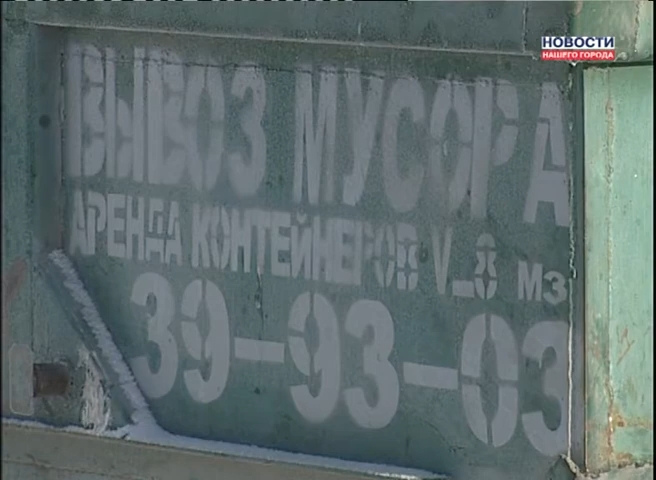 НОВОСТИ
НАШЕГО ГОРОДА
ВЫВОЗ МУСОРА
АРЕНДА КОНТЕЙНЕРОВ V_8 м3
39-93-03